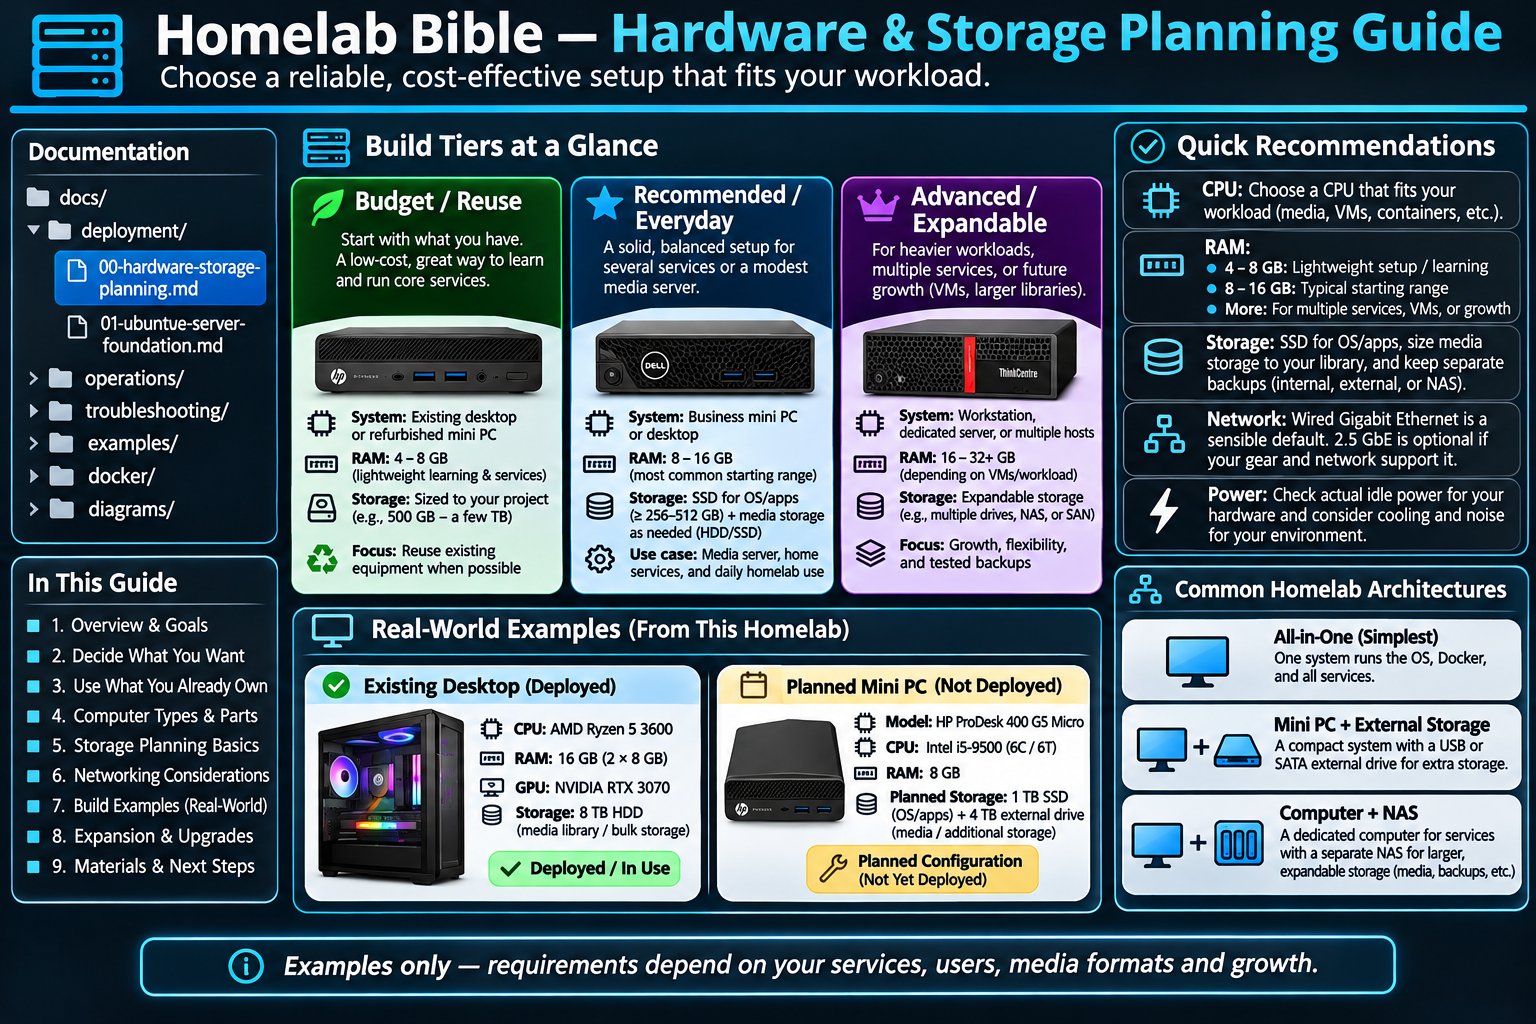 Homelab Bible — Hardware & Storage Planning Guide
Choose a reliable, cost-effective setup that fits your workload.
Documentation
docs/
deployment/
00-hardware-storage-
planning.md
01-ubuntue-server-
foundation.md
operations/
troubleshooting/
examples/
docker/
diagrams/
In This Guide
1. Overview & Goals
2. Decide What You Want
3. Use What You Already Own
4. Computer Types & Parts
5. Storage Planning Basics
6. Networking Considerations
7. Build Examples (Real-World)
8. Expansion & Upgrades
9. Materials & Next Steps
Build Tiers at a Glance
Budget / Reuse
Start with what you have.
A low-cost, great way to learn
and run core services.
hp
System: Existing desktop
or refurbished mini PC
RAM: 4 – 8 GB
(lightweight learning & services)
Storage: Sized to your project
(e.g., 500 GB – a few TB)
Focus: Reuse existing
equipment when possible
Recommended /
Everyday
A solid, balanced setup for
several services or a modest
media server.
DELL
System: Business mini PC
or desktop
RAM: 8 – 16 GB
(most common starting range)
Storage: SSD for OS/apps
(≥ 256–512 GB) + media storage
as needed (HDD/SSD)
Use case: Media server, home
services, and daily homelab use
Advanced /
Expandable
For heavier workloads,
multiple services, or future
growth (VMs, larger libraries).
ThinkCentre
System: Workstation,
dedicated server, or multiple hosts
RAM: 16 – 32+ GB
(depending on VMs/workload)
Storage: Expandable storage
(e.g., multiple drives, NAS, or SAN)
Focus: Growth, flexibility,
and tested backups
Real-World Examples (From This Homelab)
Existing Desktop (Deployed)
CPU: AMD Ryzen 5 3600
RAM: 16 GB (2 × 8 GB)
GPU: NVIDIA RTX 3070
Storage: 8 TB HDD
(media library / bulk storage)
Deployed / In Use
Planned Mini PC (Not Deployed)
hp
Model: HP ProDesk 400 G5 Micro
CPU: Intel i5-9500 (6C / 6T)
RAM: 8 GB
Planned Storage: 1 TB SSD
(OS/apps) + 4 TB external drive
(media / additional storage)
Planned Configuration
(Not Yet Deployed)
Quick Recommendations
CPU: Choose a CPU that fits your
workload (media, VMs, containers, etc.).
RAM:
4 – 8 GB: Lightweight setup / learning
8 – 16 GB: Typical starting range
More: For multiple services, VMs, or growth
Storage: SSD for OS/apps, size media
storage to your library, and keep separate
backups (internal, external, or NAS).
Network: Wired Gigabit Ethernet is a
sensible default. 2.5 GbE is optional if
your gear and network support it.
Power: Check actual idle power for your
hardware and consider cooling and noise
for your environment.
Common Homelab Architectures
All-in-One (Simplest)
One system runs the OS, Docker,
and all services.
Mini PC + External Storage
+
A compact system with a USB or
SATA external drive for extra storage.
Computer + NAS
+
A dedicated computer for services
with a separate NAS for larger,
expandable storage (media, backups, etc.)
Examples only — requirements depend on your services, users, media formats and growth.